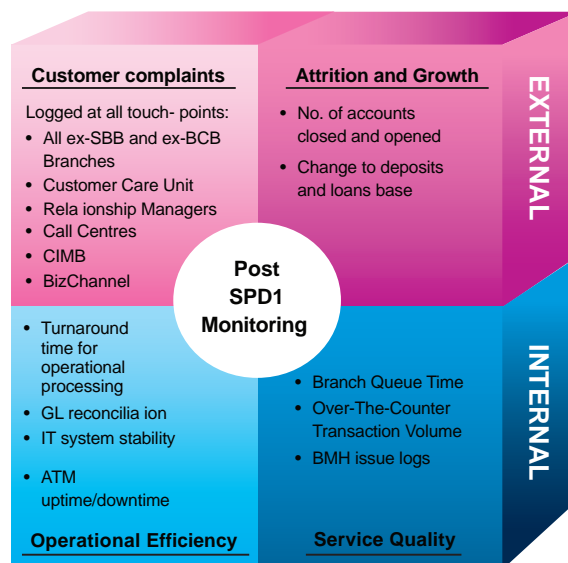 Customer complaints
Logged at all touch- points:
• All ex-SBB and ex-BCB
Branches
• Customer Care Unit
• Rela ionship Managers
• Call Centres
• CIMB
• BizChannel
Attrition and Growth
• No. of accounts
closed and opened
• Change to deposits
and loans base
EXTERNAL
Post
SPD1
Monitoring
• Turnaround
time for
operational
processing
• GL reconcilia ion
• IT system stability
• ATM
uptime/downtime
Operational Efficiency
• Branch Queue Time
• Over-The-Counter
Transaction Volume
• BMH issue logs
Service Quality
INTERNAL